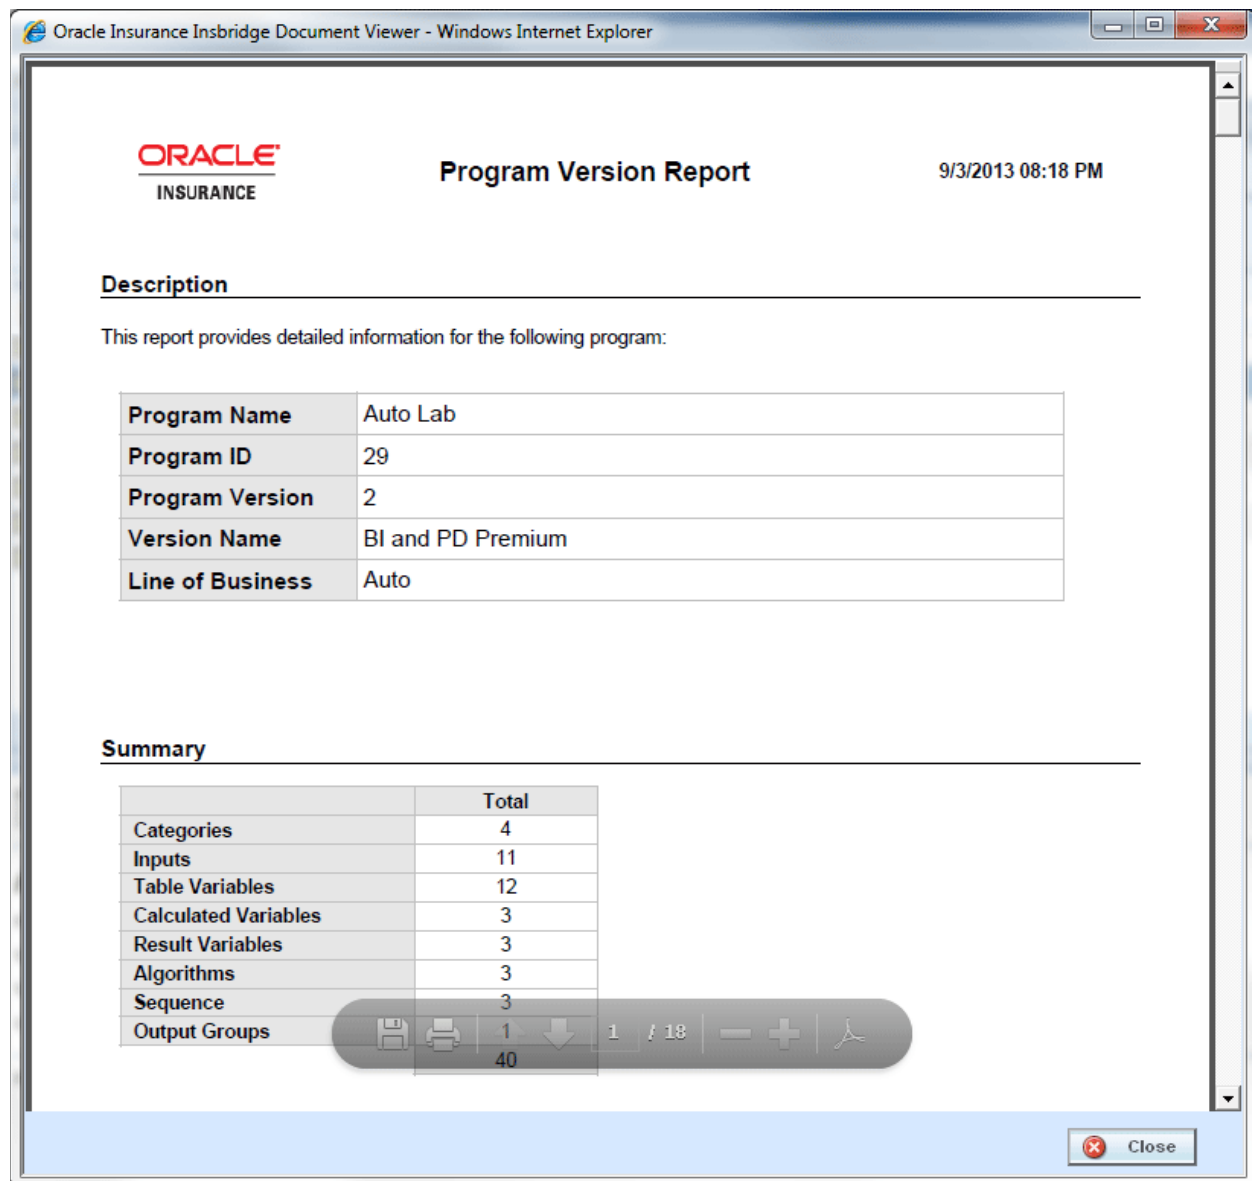 Oracle Insurance Insbridge Document Viewer - Windows Internet Explorer
ORACLE
INSURANCE
Program Version Report
9/3/2013 08:18 PM
Description
This report provides detailed information for the following program:
Program Name Auto Lab
Program ID 29
Program Version 2
Version Name BI and PD Premium
Line of Business Auto
Summary
Total
Categories 4
Inputs 11
Table Variables 12
Calculated Variables 3
Result Variables 3
Algorithms 3
Sequence 3
Output Groups 1
1 / 18
40
Close